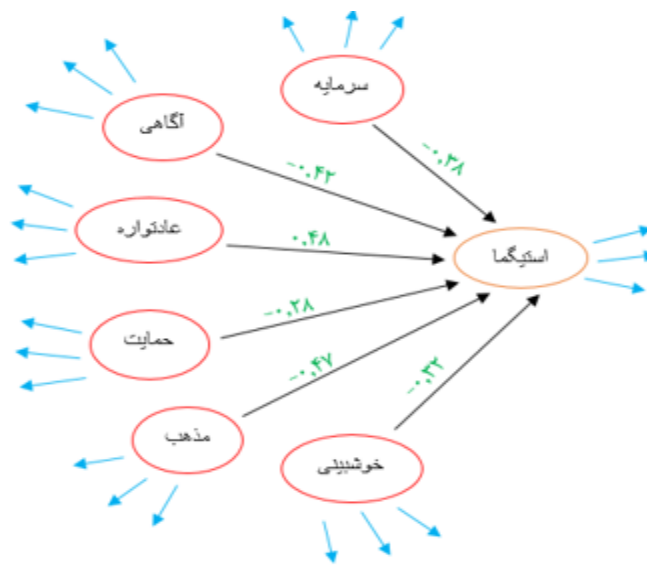 سرمایه
-۰.۳۸
آگاهی
-۰.۴۲
عادتواره
۰.۴۸
استیگما
حمایت
-۰.۲۸
مذهب
-۰.۴۷
خوشبینی
-۰.۳۲